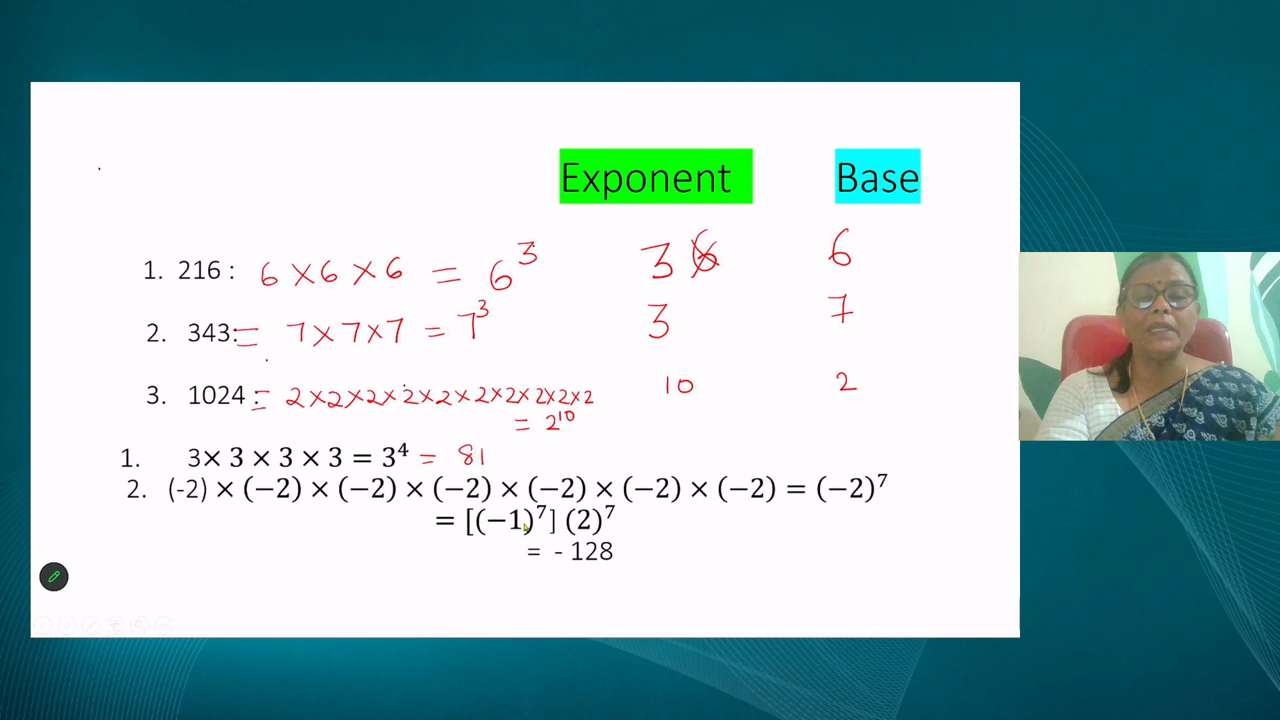 Exponent Base
1. 216 : 6 × 6 × 6 = 6³ 3 6 6
2. 343: = 7 × 7 × 7 = 7³ 3 7
3. 1024 : = 2 × 2 × 2 × 2 × 2 × 2 × 2 × 2 × 2 × 2 10 2
= 2¹⁰
1. 3 × 3 × 3 × 3 = 3⁴ = 81
2. (-2) × (−2) × (−2) × (−2) × (−2) × (−2) × (−2) = (−2)⁷
= [(−1)⁷] (2)⁷
= - 128